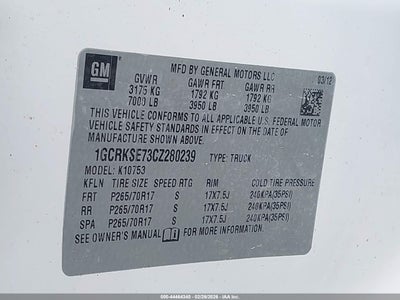 GM
MFD BY GENERAL MOTORS LLC 03/12
GVWR GAWR FRT GAWR RR
3175 KG 1792 KG 1792 KG
7000 LB 3950 LB 3950 LB
THIS VEHICLE CONFORMS TO ALL APPLICABLE U.S. FEDERAL MOTOR
VEHICLE SAFETY STANDARDS IN EFFECT ON THE DATE OF
MANUFACTURE SHOWN ABOVE.
1GCRKSE73CZ280239 TYPE: TRUCK
MODEL: K10753
KFLN TIRE SIZE SPEED RTG RIM COLD TIRE PRESSURE
FRT P265/70R17 S 17X7.5J 240KPA(35PSI)
RR P265/70R17 S 17X7.5J 240KPA(35PSI)
SPA P265/70R17 S 17X7.5J 240KPA(35PSI)
SEE OWNER'S MANUAL FOR ADDITIONAL INFORMATION.